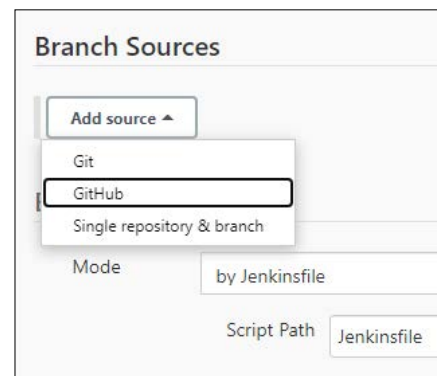 Branch Sources
Add source
Git
GitHub
Single repository & branch
Mode
by Jenkinsfile
Script Path
Jenkinsfile